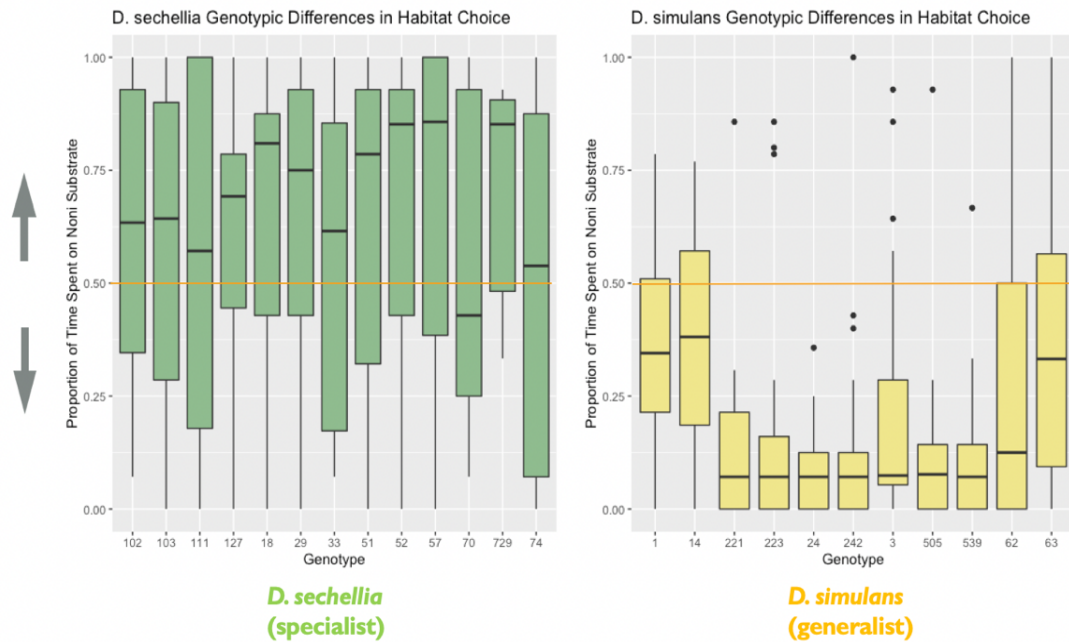 D. sechellia Genotypic Differences in Habitat Choice
Proportion of Time Spent on Noni Substrate
1.00
0.75
0.50
0.25
0.00
102 103 111 127 18 29 33 51 52 57 70 729 74
Genotype
D. sechellia
(specialist)
D. simulans Genotypic Differences in Habitat Choice
Proportion of Time Spent on Noni Substrate
1.00
0.75
0.50
0.25
0.00
1 14 221 223 24 242 3 505 539 62 63
Genotype
D. simulans
(generalist)